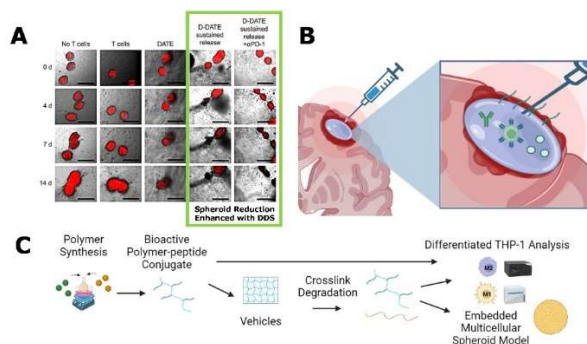 A
No T cells
T cells
DATE
D-DATE
sustained
release
D-DATE
sustained
release
+αPD-1
0 d
4 d
7 d
14 d
Spheroid Reduction
Enhanced with DDS
B
C
Polymer
Synthesis
Bioactive
Polymer-peptide
Conjugate
Vehicles
Crosslink
Degradation
Differentiated THP-1 Analysis
M2
M1
Embedded
Multicellular
Spheroid Model